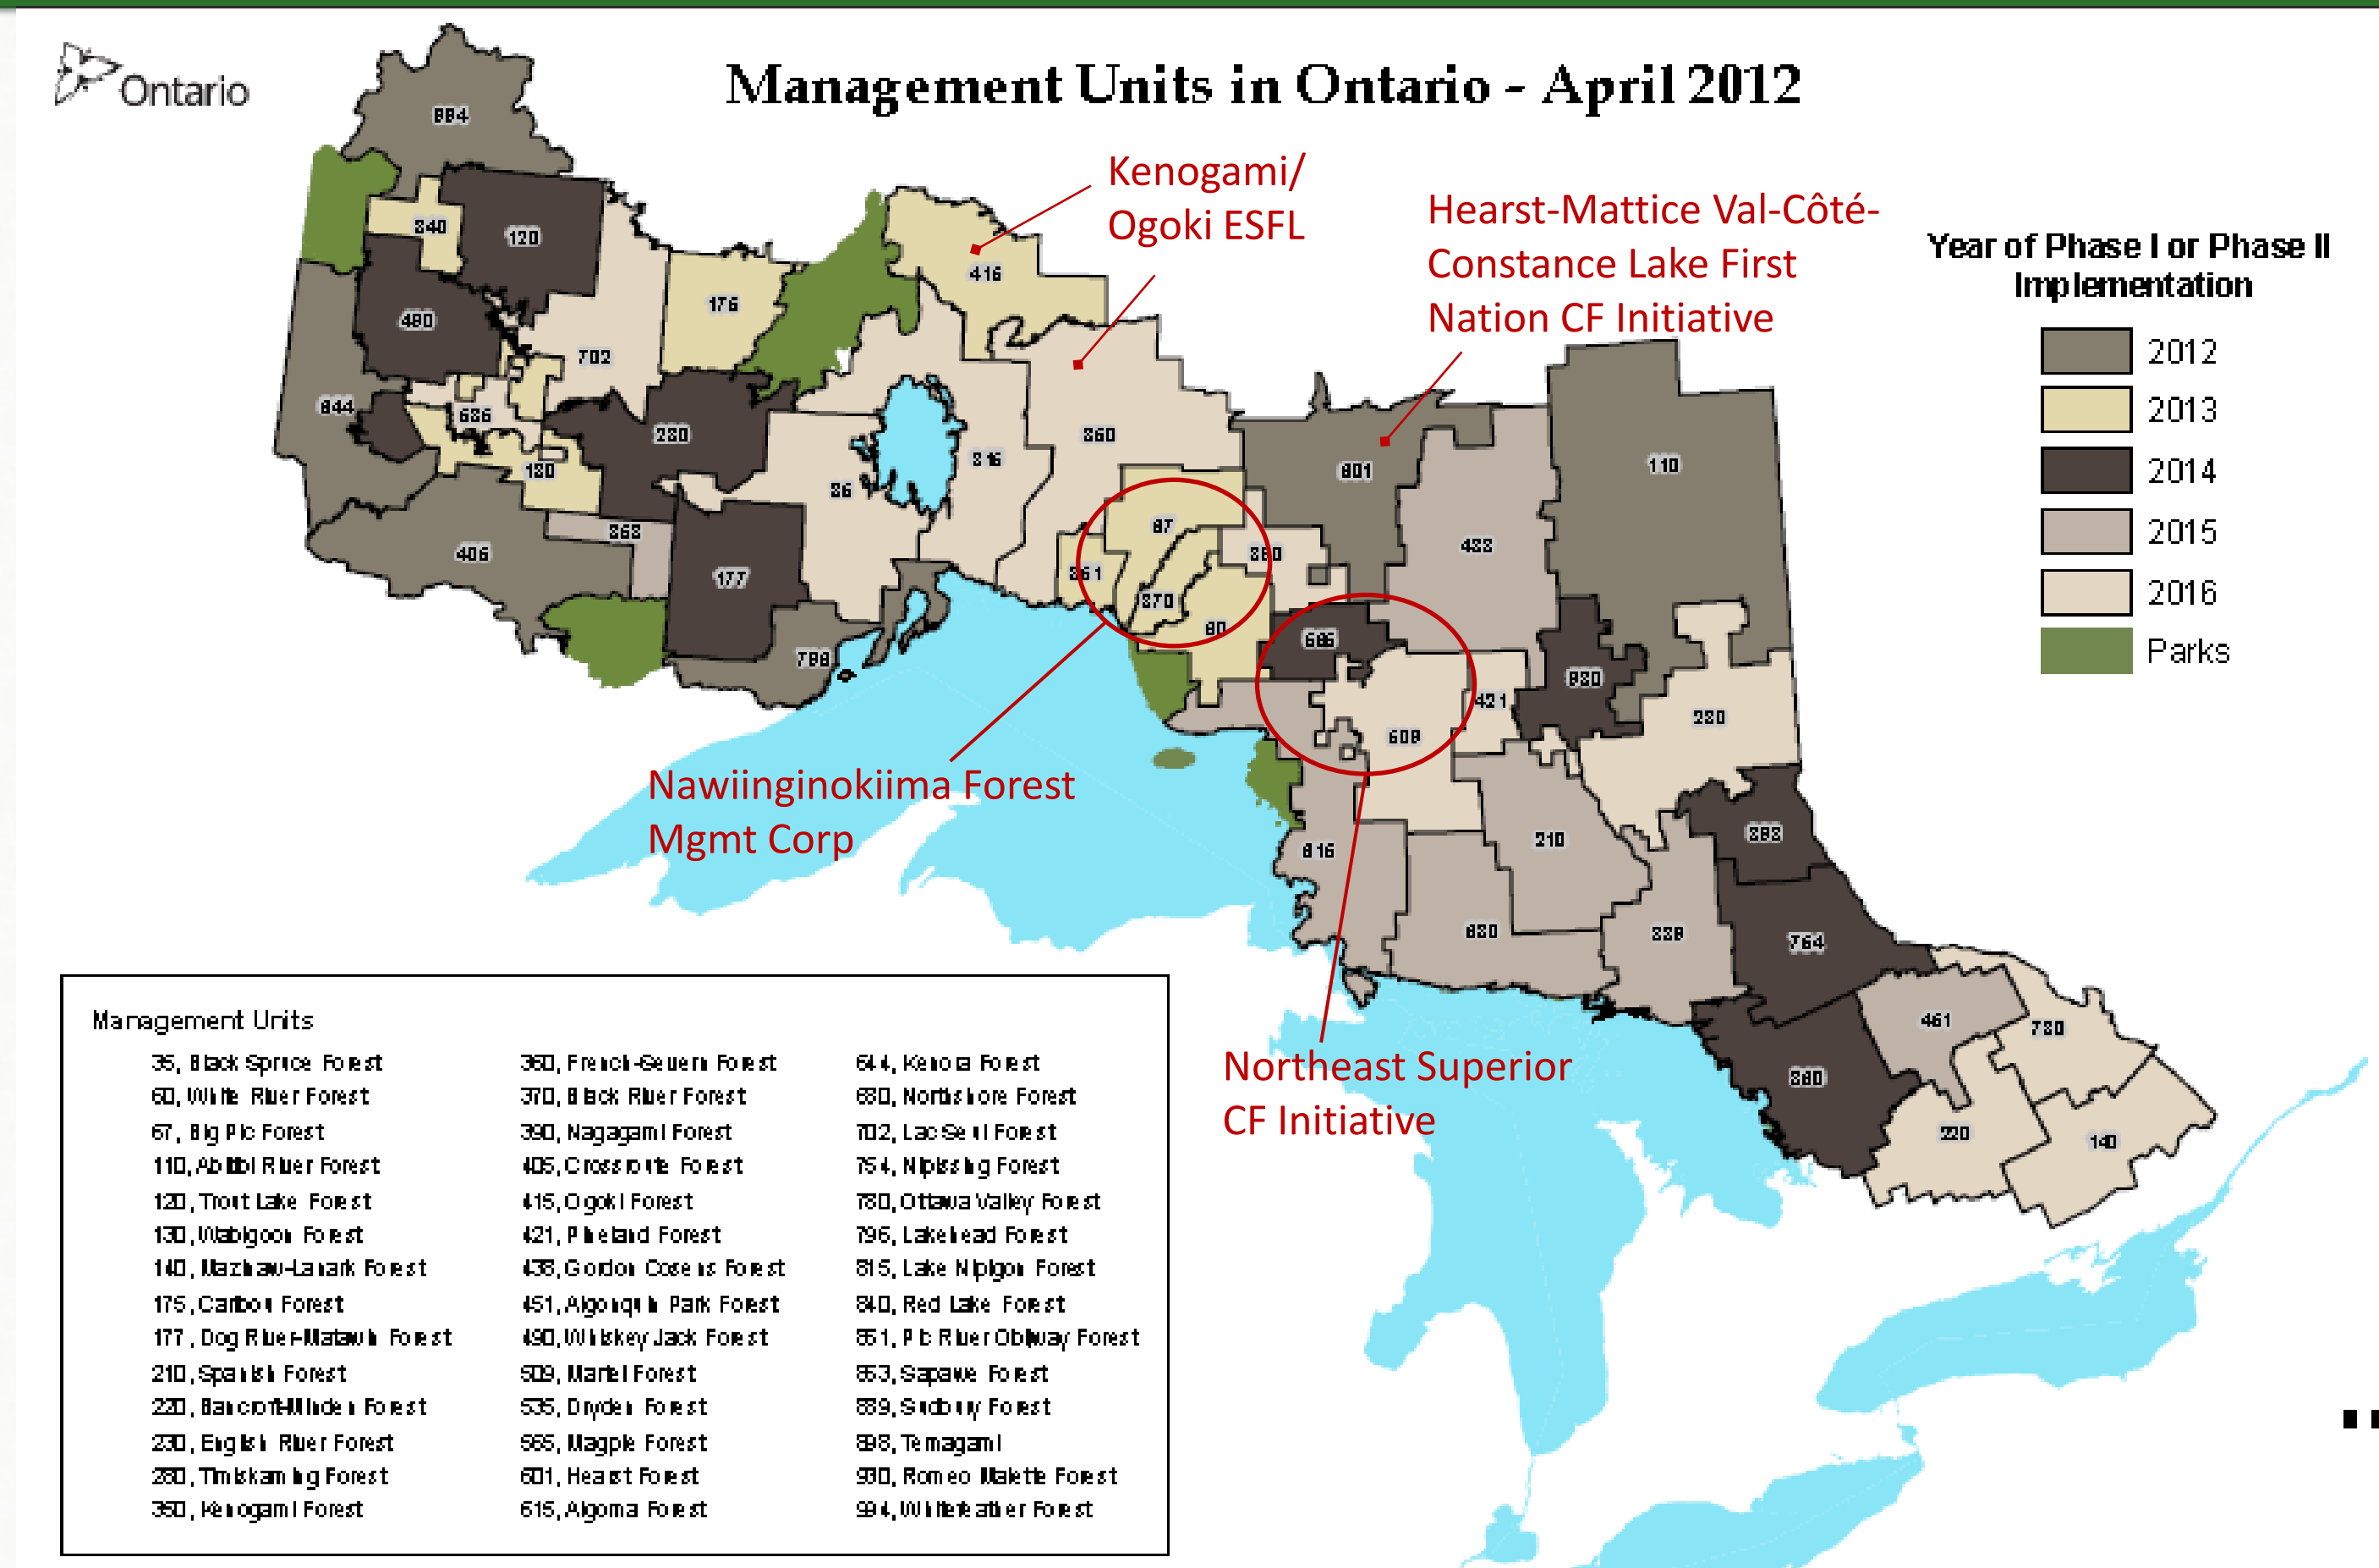 Ontario
Management Units in Ontario - April 2012
Kenogami/
Ogoki ESFL
Hearst-Mattice Val-Côté-
Constance Lake First
Nation CF Initiative
Year of Phase I or Phase II
Implementation
2012
2013
2014
2015
2016
Parks
120
176
702
177
110
421
210
764
220
140
Nawiinginokiima Forest
Mgmt Corp
Northeast Superior
CF Initiative
Management Units
35, Black Spruce Forest
60, White River Forest
67, Big Pic Forest
110, Abitibi River Forest
120, Trout Lake Forest
130, Wabigoon Forest
140, Mazinaw-Lanark Forest
175, Caribou Forest
177, Dog River-Matawin Forest
210, Spanish Forest
220, Bancroft-Minden Forest
230, English River Forest
280, Timiskaming Forest
350, Kenogami Forest
360, French-Severn Forest
370, Black River Forest
390, Nagagami Forest
405, Crossroute Forest
415, Ogoki Forest
421, Pineland Forest
438, Gordon Cosens Forest
451, Algonquin Park Forest
490, Whiskey Jack Forest
509, Martel Forest
535, Dryden Forest
565, Magpie Forest
601, Hearst Forest
615, Algoma Forest
644, Kenora Forest
680, Northshore Forest
702, Lac Seul Forest
754, Nipissing Forest
780, Ottawa Valley Forest
796, Lakehead Forest
815, Lake Nipigon Forest
840, Red Lake Forest
851, Pic River Ojibway Forest
853, Sapawe Forest
889, Sudbury Forest
898, Temagami
930, Romeo Malette Forest
994, Whitefeather Forest